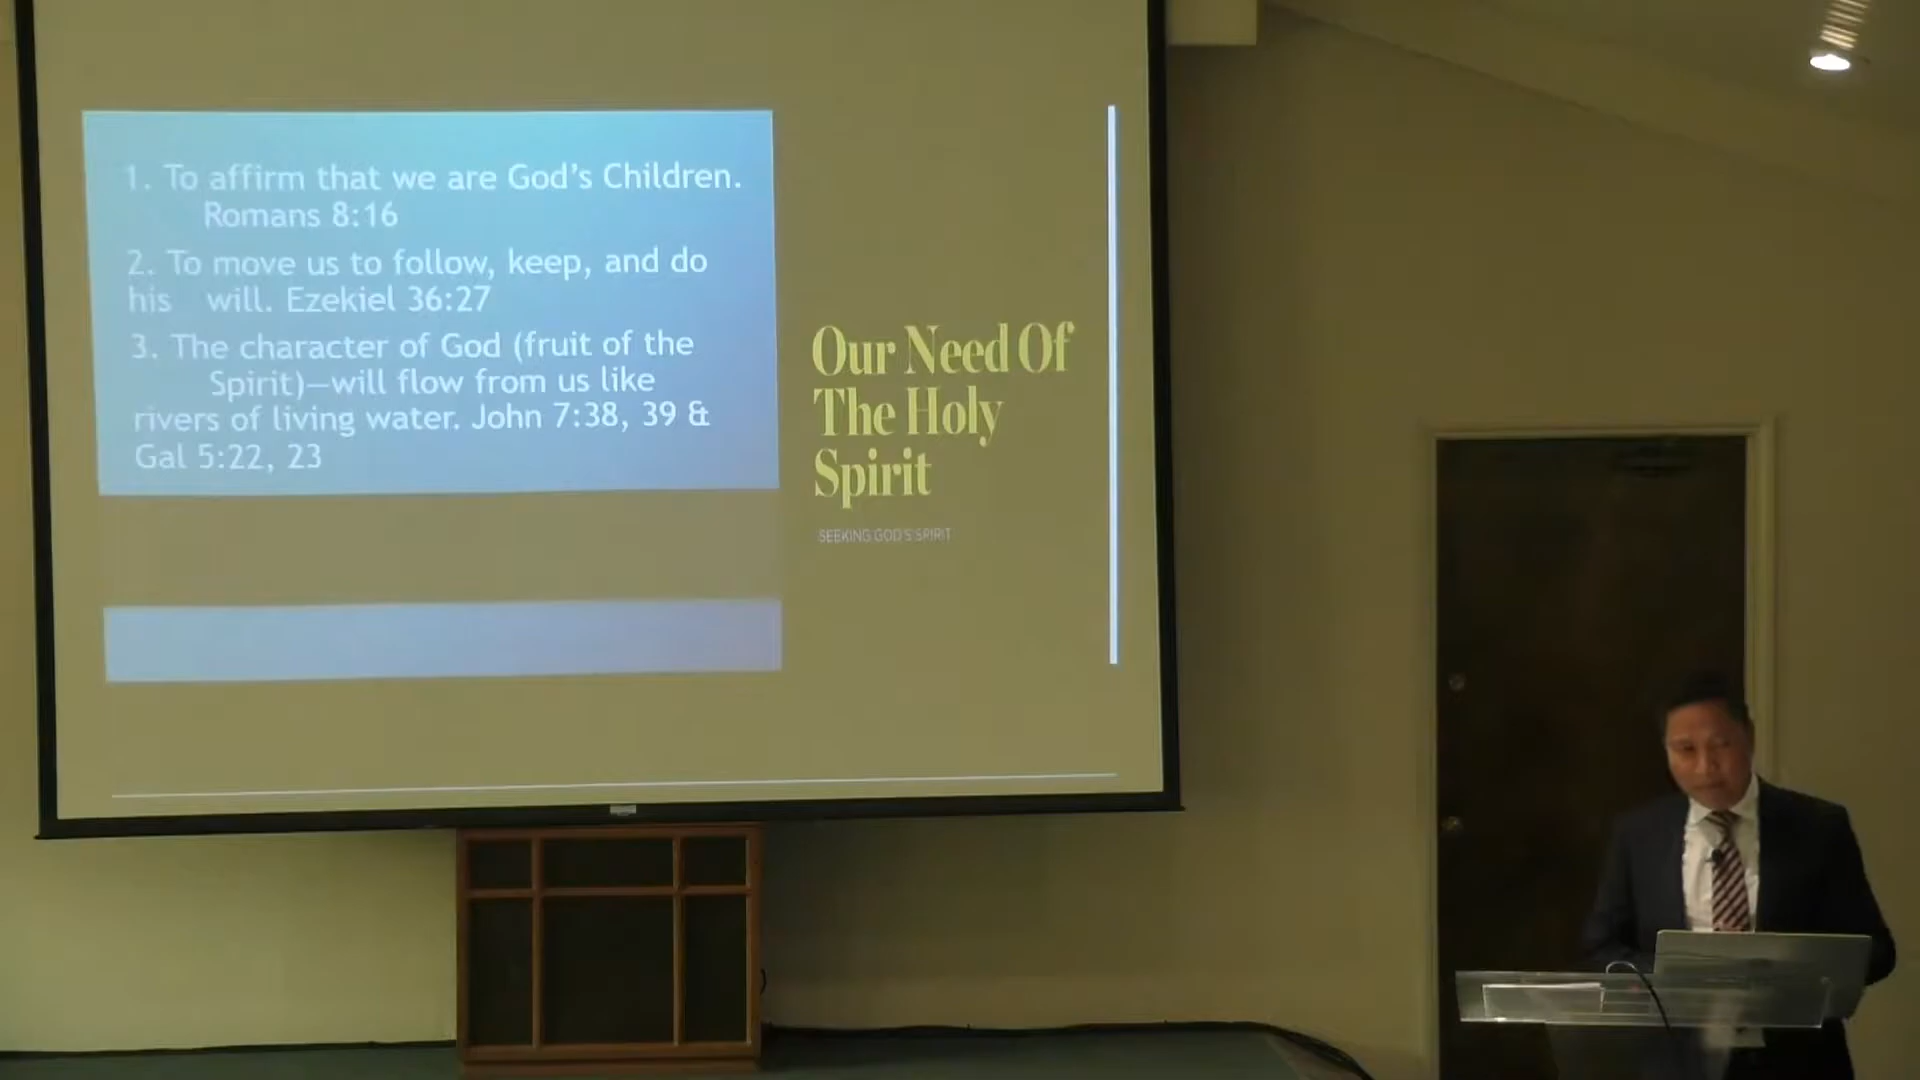 1. To affirm that we are God's Children.
Romans 8:16
2. To move us to follow, keep, and do
his will. Ezekiel 36:27
3. The character of God (fruit of the
Spirit)—will flow from us like
rivers of living water. John 7:38, 39 &
Gal 5:22, 23
Our Need Of
The Holy
Spirit
SEEKING GOD'S SPIRIT